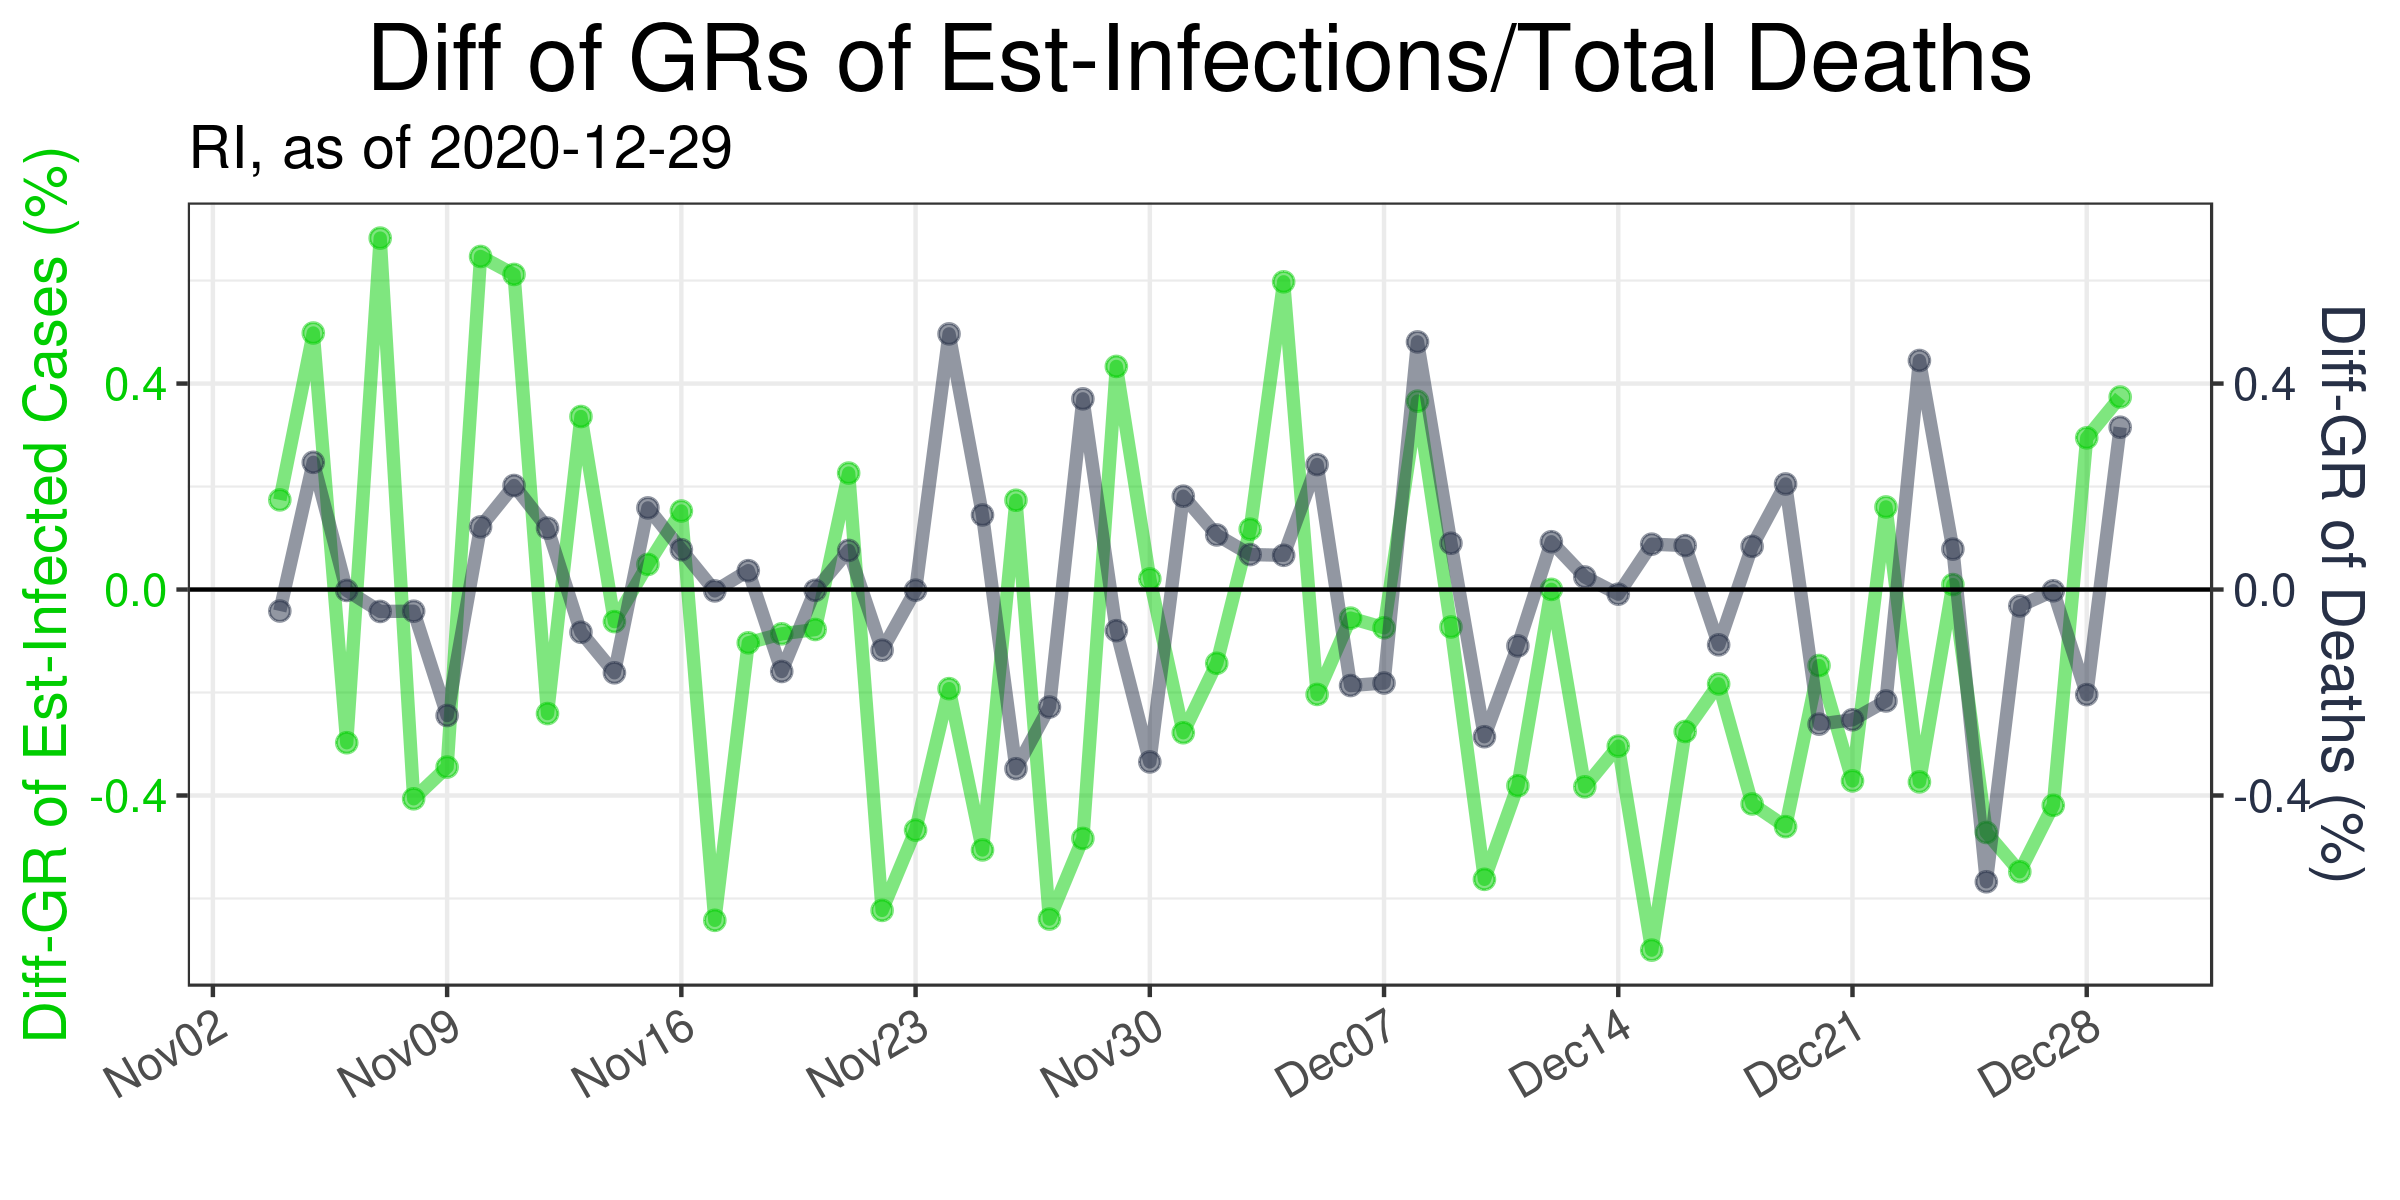 Diff of GRs of Est-Infections/Total Deaths
RI, as of 2020-12-29
Diff-GR of Est-Infected Cases (%)
0.4
0.0
-0.4
0.4
0.0
-0.4
Diff-GR of Deaths (%)
Nov02
Nov09
Nov16
Nov23
Nov30
Dec07
Dec14
Dec21
Dec28